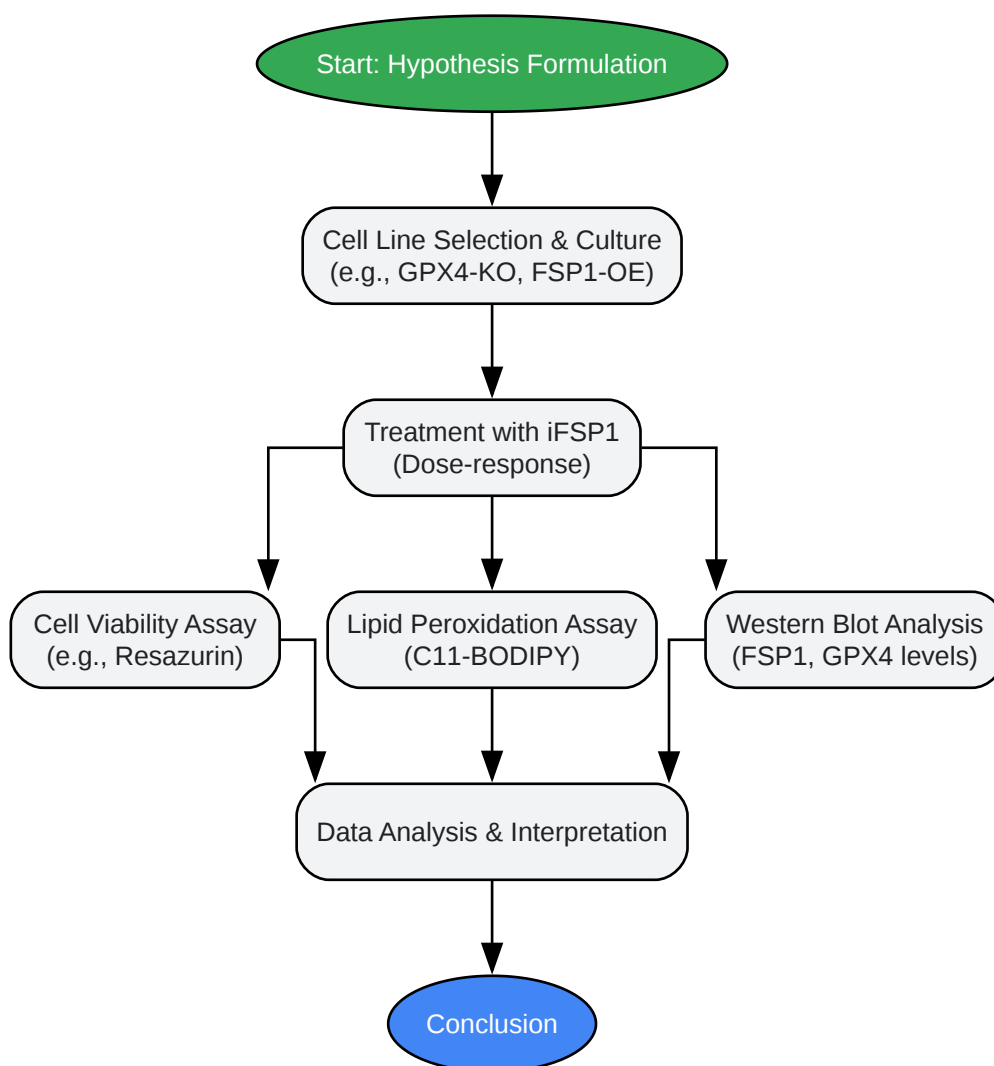 Start: Hypothesis Formulation
Cell Line Selection & Culture
(e.g., GPX4-KO, FSP1-OE)
Treatment with iFSP1
(Dose-response)
Cell Viability Assay
(e.g., Resazurin)
Lipid Peroxidation Assay
(C11-BODIPY)
Western Blot Analysis
(FSP1, GPX4 levels)
Data Analysis & Interpretation
Conclusion